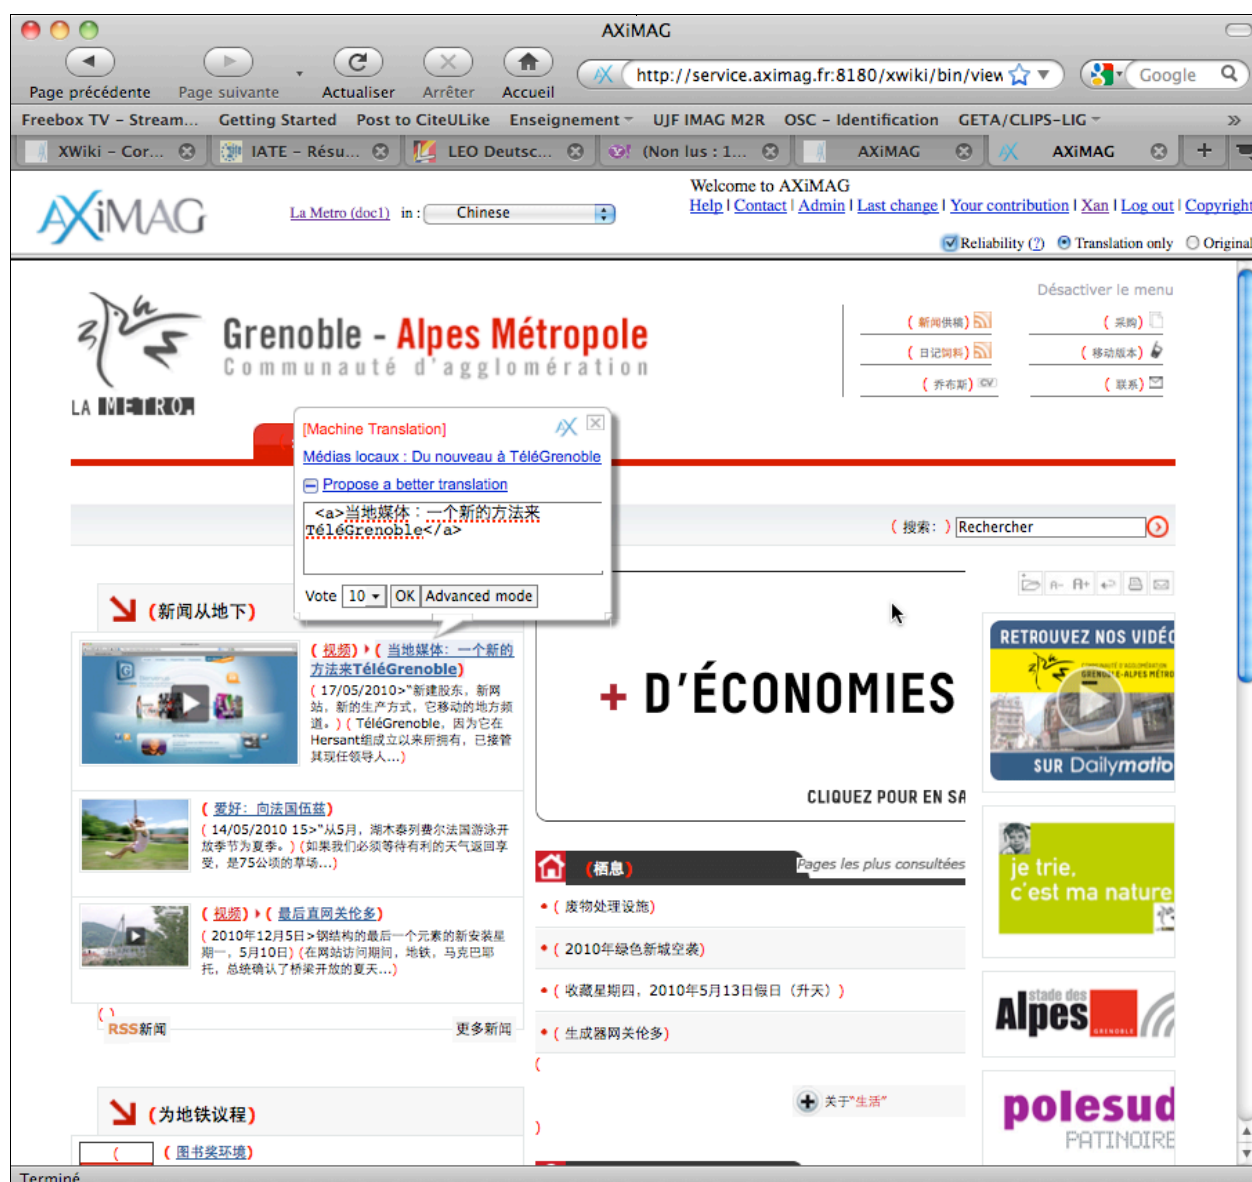 AXiMAG
http://service.aximag.fr:8180/xwiki/bin/view
Google
Page précédente Page suivante Actualiser Arrêter Accueil
Freebox TV – Stream... Getting Started Post to CiteULike Enseignement UJF IMAG M2R OSC – Identification GETA/CLIPS-LIG »
XWiki – Cor... IATE – Résu... LEO Deutsc... (Non lus : 1... AXiMAG AXiMAG
AXiMAG
La Metro (doc1) in : Chinese
Welcome to AXiMAG
Help | Contact | Admin | Last change | Your contribution | Xan | Log out | Copyright
Reliability (?) Translation only Original
Désactiver le menu
Grenoble – Alpes Métropole
Communauté d'agglomération
LA METRO
( 新闻供稿)
( 采购)
( 日记饲料)
( 移动版本)
( 乔布斯) CV
( 联系)
[Machine Translation]
Médias locaux : Du nouveau à TéléGrenoble
Propose a better translation
<a>当地媒体：一个新的方法来
TéléGrenoble</a>
Vote 10 OK Advanced mode
( 搜索: ) Rechercher
A- A+
(新闻从地下)
( 视频) ( 当地媒体: 一个新的
方法来TéléGrenoble)
( 17/05/2010>"新建股东, 新网
站, 新的生产方式, 它移动的地方频
道。) ( TéléGrenoble, 因为它在
Hersant组成立以来所拥有, 已接管
其现任领导人...)
( 爱好: 向法国伍兹)
( 14/05/2010 15>"从5月, 湖木泰列费尔法国游泳开
放季节为夏季。) (如果我们必须等待有利的天气返回享
受, 是75公顷的草场...)
( 视频) ( 最后直网关伦多)
( 2010年12月5日>钢结构的最后一个元素的新安装星
期一, 5月10日) (在网站访问期间, 地铁, 马克巴耶
托, 总统确认了桥梁开放的夏天...)
( )
RSS新闻 更多新闻
(为地铁议程)
(
( 图书奖环境)
+ D'ÉCONOMIES
CLIQUEZ POUR EN SA
(栖息) Pages les plus consultées
( 废物处理设施)
( 2010年绿色新城空袭)
( 收藏星期四, 2010年5月13日假日 (升天) )
( 生成器网关伦多)
(
关于"生活"
)
RETROUVEZ NOS VIDÉO
COMMUNAUTÉ D'AGGLOMÉRATION
GRENOBLE-ALPES MÉTRO
SUR Dailymotio
je trie,
c'est ma nature
stade des
Alpes
GRENOBLE
polesud
PATINOIRE
Terminé